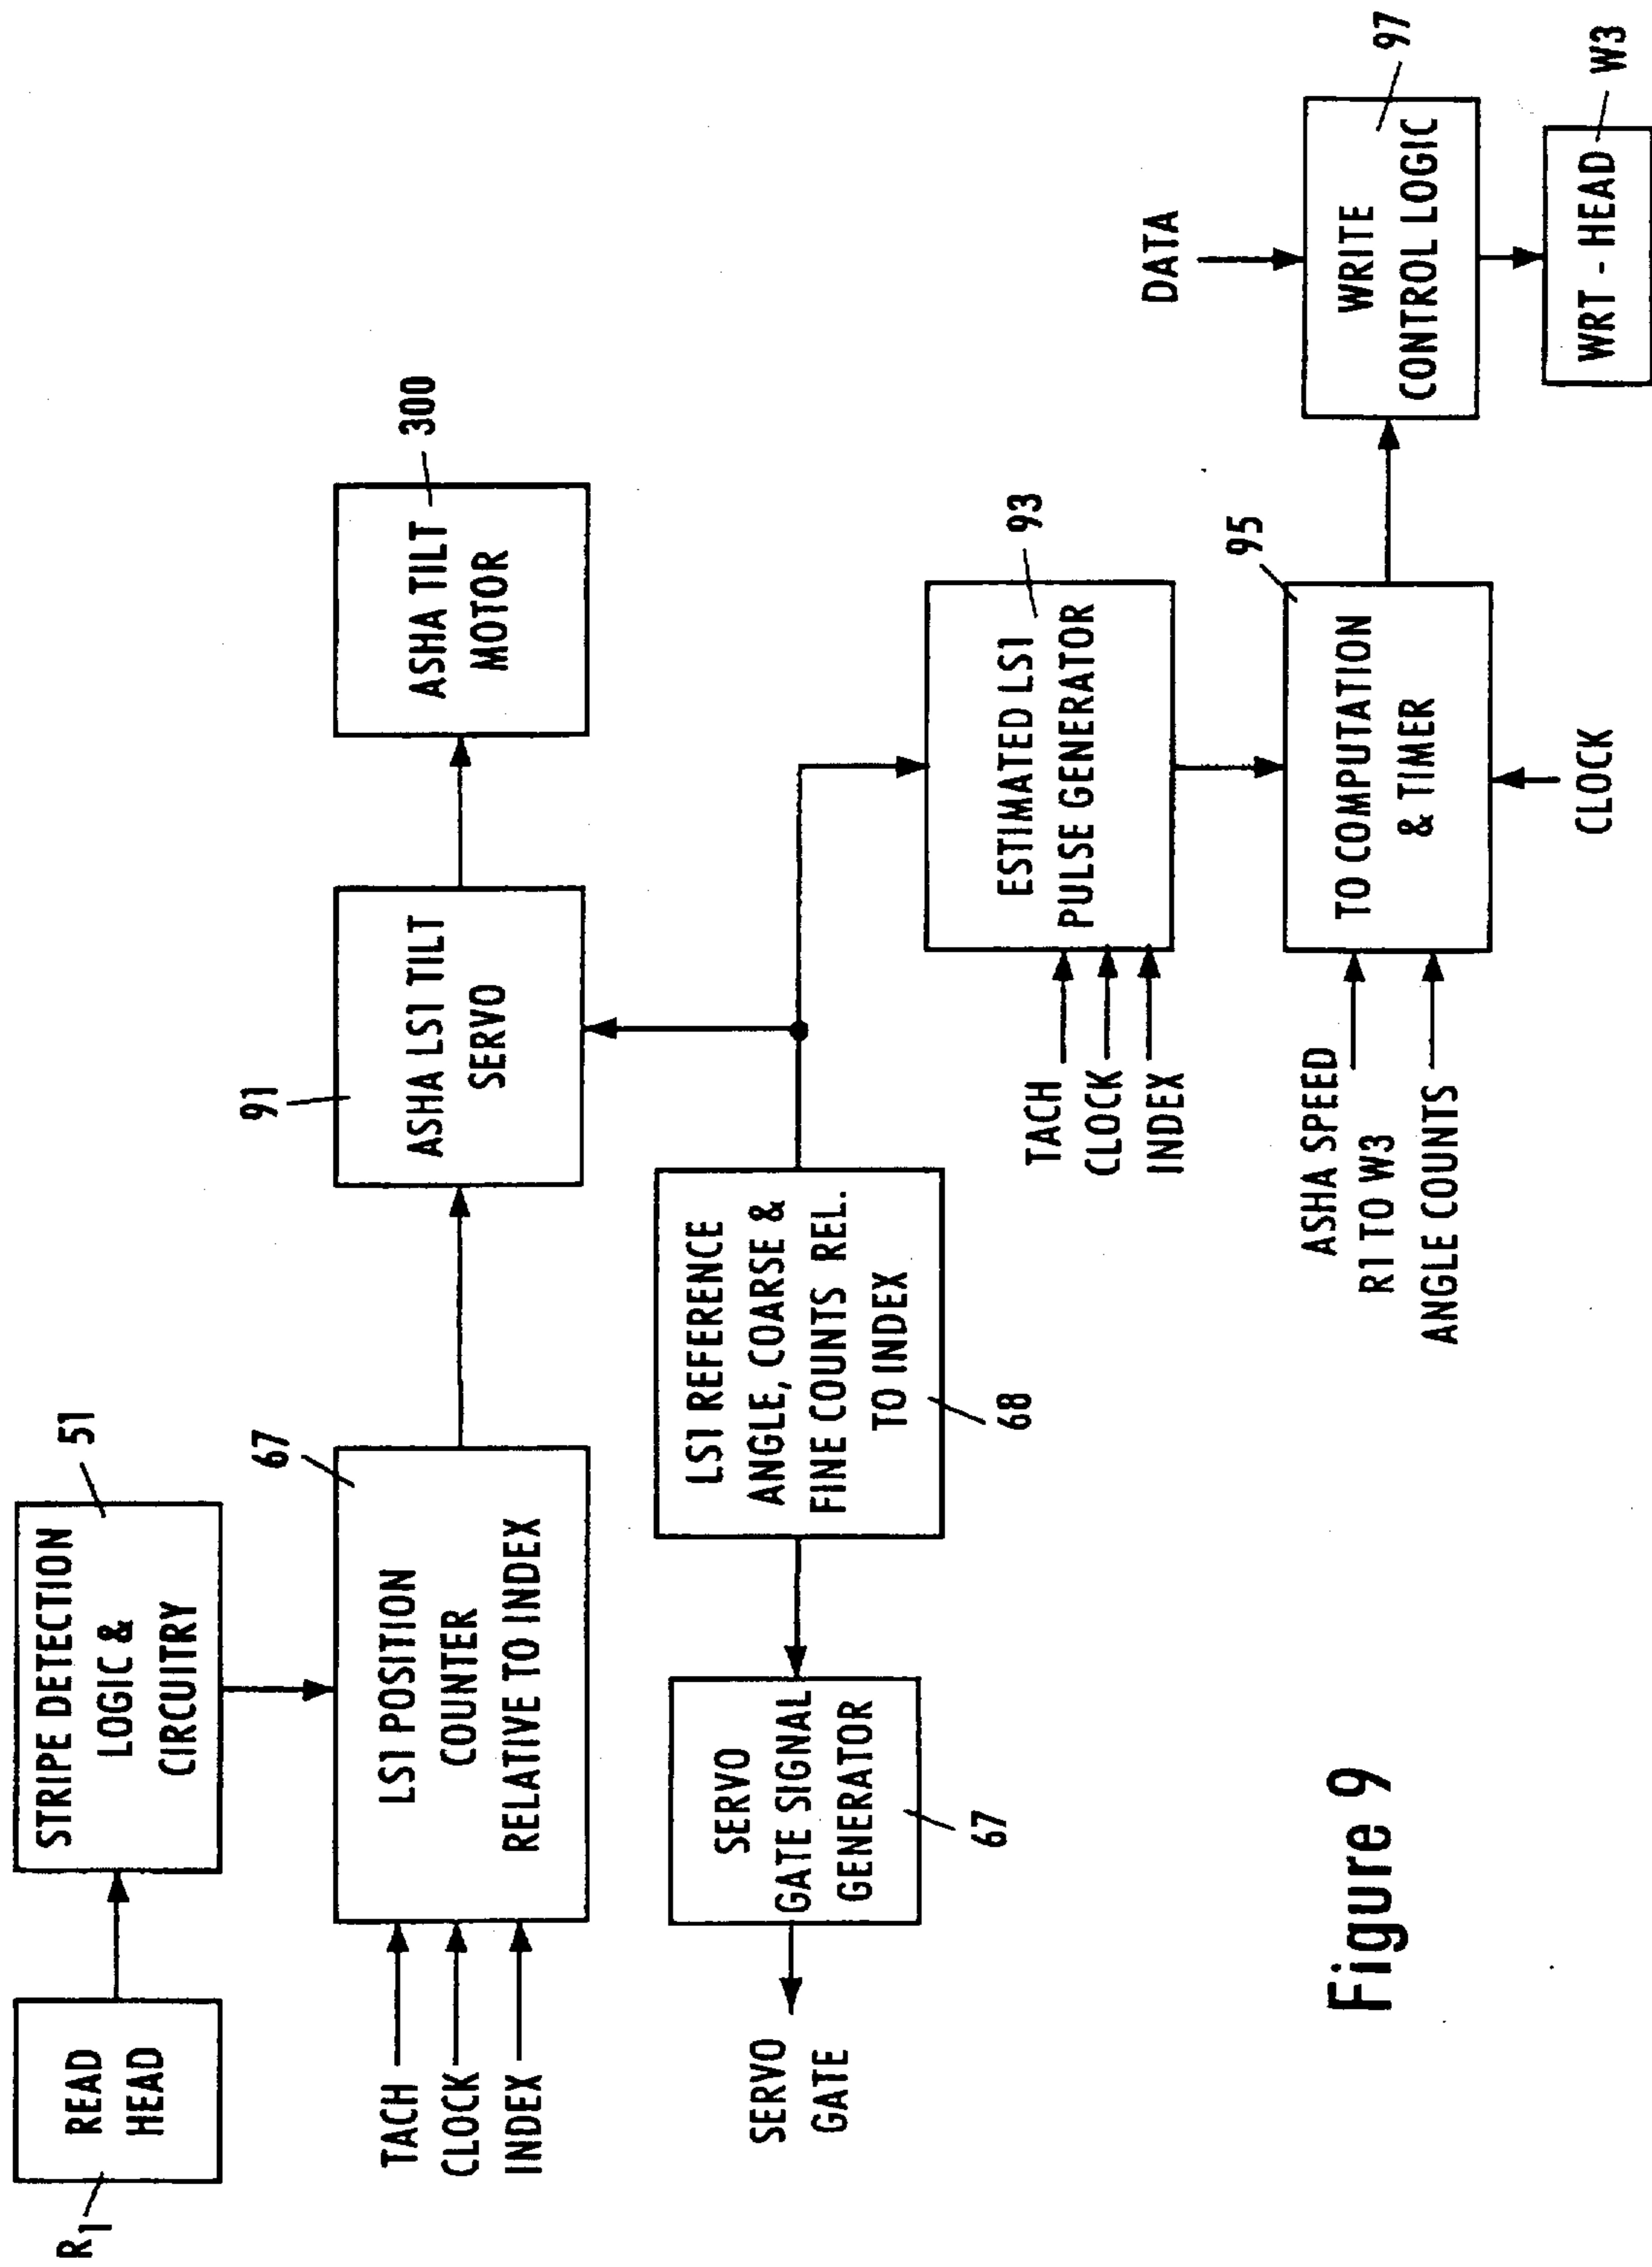 R1
READ
HEAD
STRIPE DETECTION
LOGIC &
CIRCUITRY
51
TACH
CLOCK
INDEX
LS1 POSITION
COUNTER
RELATIVE TO INDEX
67
ASHA LS1 TILT
SERVO
91
ASHA TILT
MOTOR
300
SERVO
GATE
SERVO
GATE SIGNAL
GENERATOR
67
LS1 REFERENCE
ANGLE, COARSE &
FINE COUNTS REL.
TO INDEX
68
TACH
CLOCK
INDEX
ESTIMATED LS1
PULSE GENERATOR
93
ASHA SPEED
R1 TO W3
ANGLE COUNTS
TO COMPUTATION
& TIMER
95
CLOCK
DATA
WRITE
CONTROL LOGIC
97
WRT - HEAD
W3
Figure 9